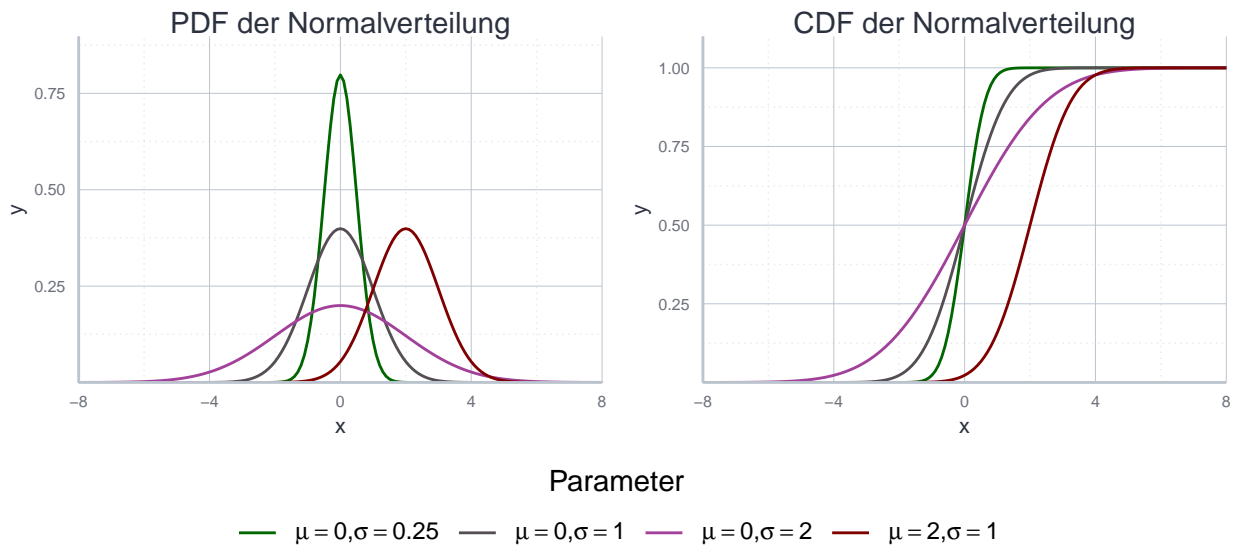 PDF der Normalverteilung
y
0.75
0.50
0.25
−8 −4 0 4 8
x
CDF der Normalvertilung
y
1.00
0.75
0.50
0.25
−8 −4 0 4 8
x
Parameter
μ = 0,σ = 0.25 μ = 0,σ = 1 μ = 0,σ = 2 μ = 2,σ = 1